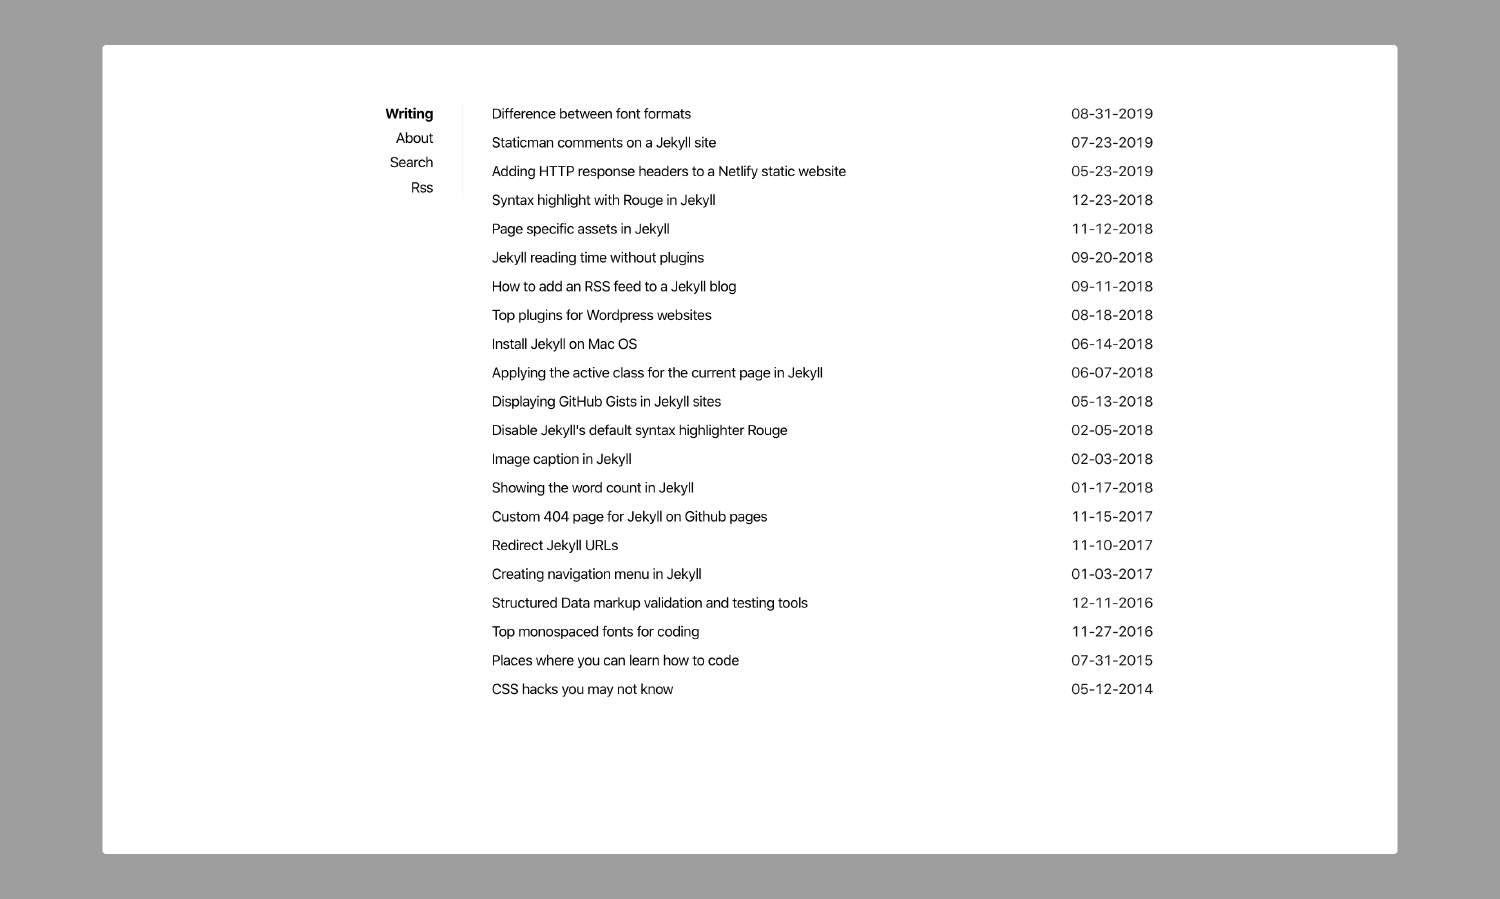 Writing
About
Search
Rss
Difference between font formats 08-31-2019
Staticman comments on a Jekyll site 07-23-2019
Adding HTTP response headers to a Netlify static website 05-23-2019
Syntax highlight with Rouge in Jekyll 12-23-2018
Page specific assets in Jekyll 11-12-2018
Jekyll reading time without plugins 09-20-2018
How to add an RSS feed to a Jekyll blog 09-11-2018
Top plugins for Wordpress websites 08-18-2018
Install Jekyll on Mac OS 06-14-2018
Applying the active class for the current page in Jekyll 06-07-2018
Displaying GitHub Gists in Jekyll sites 05-13-2018
Disable Jekyll's default syntax highlighter Rouge 02-05-2018
Image caption in Jekyll 02-03-2018
Showing the word count in Jekyll 01-17-2018
Custom 404 page for Jekyll on Github pages 11-15-2017
Redirect Jekyll URLs 11-10-2017
Creating navigation menu in Jekyll 01-03-2017
Structured Data markup validation and testing tools 12-11-2016
Top monospaced fonts for coding 11-27-2016
Places where you can learn how to code 07-31-2015
CSS hacks you may not know 05-12-2014